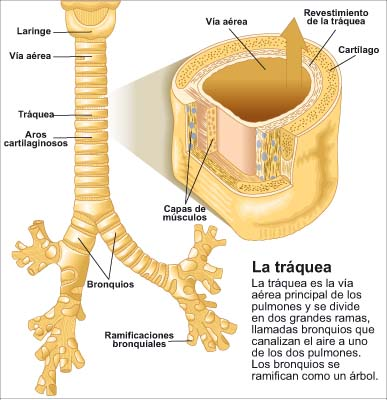 Laringe
Vía aérea
Tráquea
Aros
cartilaginosos
Bronquios
Ramificaciones
bronquiales
Vía aérea
Revestimiento
de la tráquea
Cartílago
Capas de
músculos
La tráquea
La tráquea es la vía
aérea principal de los
pulmones y se divide
en dos grandes ramas,
llamadas bronquios que
canalizan el aire a uno
de los dos pulmones.
Los bronquios se
ramifican como un árbol.